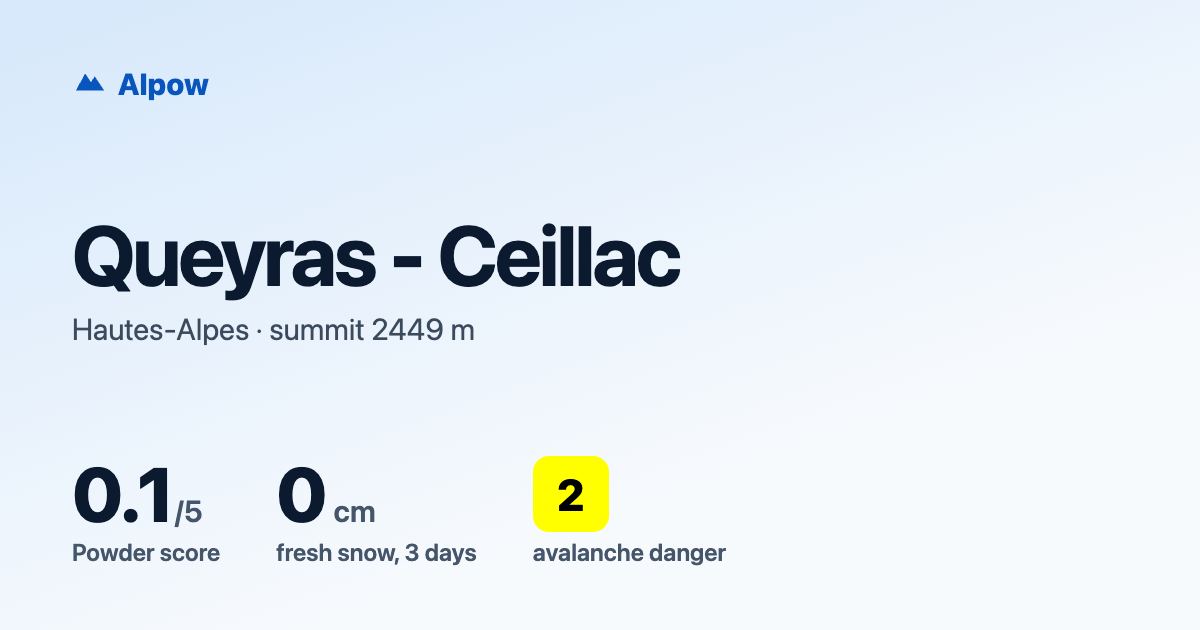 Alpow
Queyras - Ceillac
Hautes-Alpes · summit 2449 m
0.1/5
Powder score
0 cm
fresh snow, 3 days
2
avalanche danger